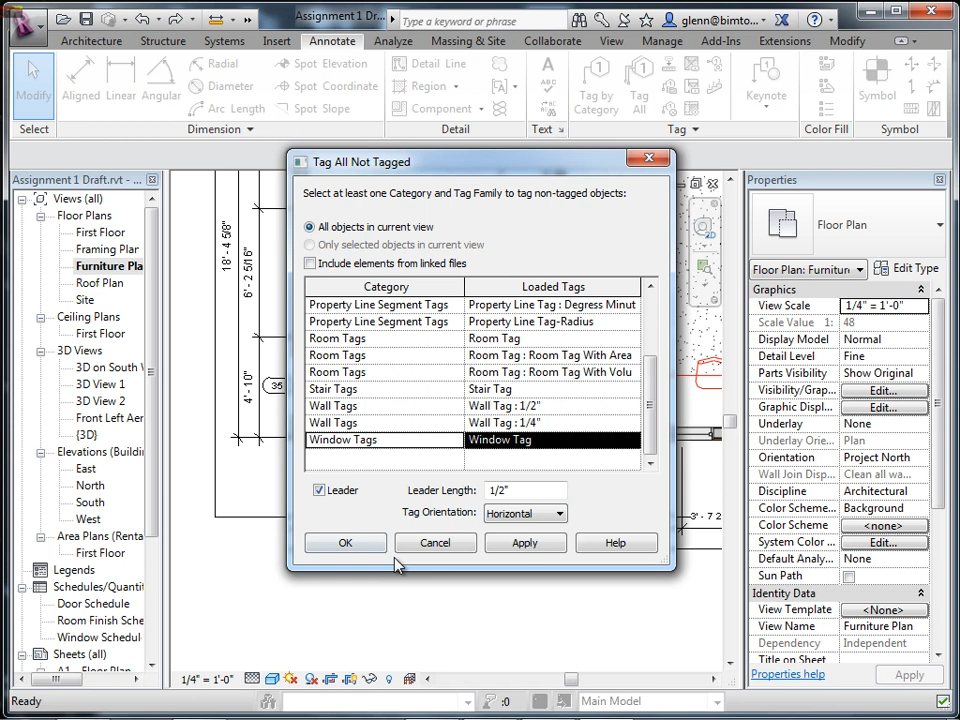 Assignment 1 Dr...
Type a keyword or phrase
glenn@bimto...
Architecture Structure Systems Insert Annotate Analyze Massing & Site Collaborate View Manage Add-Ins Extensions Modify
Modify
Aligned Linear Angular
Radial
Diameter
Arc Length
Spot Elevation
Spot Coordinate
Spot Slope
Detail Line
Region
Component
A
Text
Tag by Category
Tag All
Keynote
Symbol
Select Dimension Detail Text Tag Color Fill Symbol
Assignment 1 Draft.rvt - Project...
Views (all)
Floor Plans
First Floor
Framing Plan
Furniture Pla
Roof Plan
Site
Ceiling Plans
First Floor
3D Views
3D on South W
3D View 1
3D View 2
Front Left Aer
{3D}
Elevations (Buildin
East
North
South
West
Area Plans (Rental
First Floor
Legends
Schedules/Quantit
Door Schedule
Room Finish Sche
Window Schedul
Sheets (all)
A1 - Floor Plan
18' - 4 5/8"
6' - 2 5/16"
4' - 10"
35
3' - 7 2
Tag All Not Tagged
Select at least one Category and Tag Family to tag non-tagged objects:
All objects in current view
Only selected objects in current view
Include elements from linked files
Category Loaded Tags
Property Line Segment Tags Property Line Tag : Degress Minut
Property Line Segment Tags Property Line Tag-Radius
Room Tags Room Tag
Room Tags Room Tag : Room Tag With Area
Room Tags Room Tag : Room Tag With Volu
Stair Tags Stair Tag
Wall Tags Wall Tag : 1/2"
Wall Tags Wall Tag : 1/4"
Window Tags Window Tag
Leader
Leader Length: 1/2"
Tag Orientation: Horizontal
OK Cancel Apply Help
Properties
Floor Plan
Floor Plan: Furnitur Edit Type
Graphics
View Scale 1/4" = 1'-0"
Scale Value 1: 48
Display Model Normal
Detail Level Fine
Parts Visibility Show Original
Visibility/Grap... Edit...
Graphic Displ... Edit...
Underlay None
Underlay Orie... Plan
Orientation Project North
Wall Join Disp... Clean all wa...
Discipline Architectural
Color Scheme... Background
Color Scheme <none>
System Color ... Edit...
Default Analy... None
Sun Path
Identity Data
View Template <None>
View Name Furniture Plan
Dependency Independent
Title on Sheet
Properties help Apply
1/4" = 1'-0"
Ready
:0
Main Model